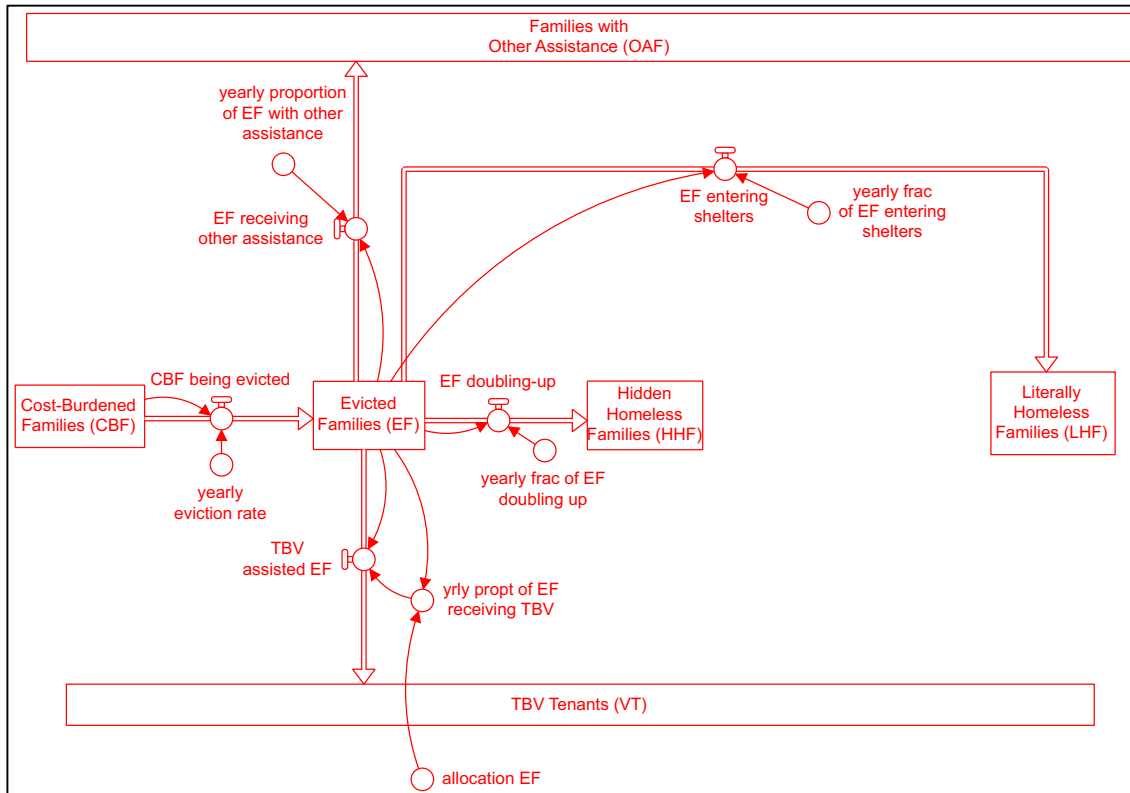 Families with
Other Assistance (OAF)
yearly proportion
of EF with other
assistance
EF receiving
other assistance
EF entering
shelters
yearly frac
of EF entering
shelters
CBF being evicted
Cost-Burdened
Families (CBF)
yearly
eviction rate
Evicted
Families (EF)
EF doubling-up
Hidden
Homeless
Families (HHF)
yearly frac of EF
doubling up
Literally
Homeless
Families (LHF)
TBV
assisted EF
yrly propt of EF
receiving TBV
TBV Tenants (VT)
allocation EF